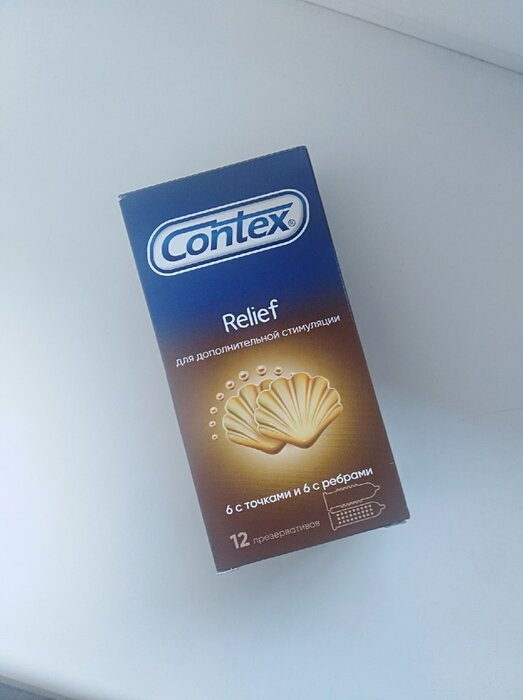 Contex®
Relief
для дополнительной стимуляции
6 с точками и 6 с ребрами
12 презервативов